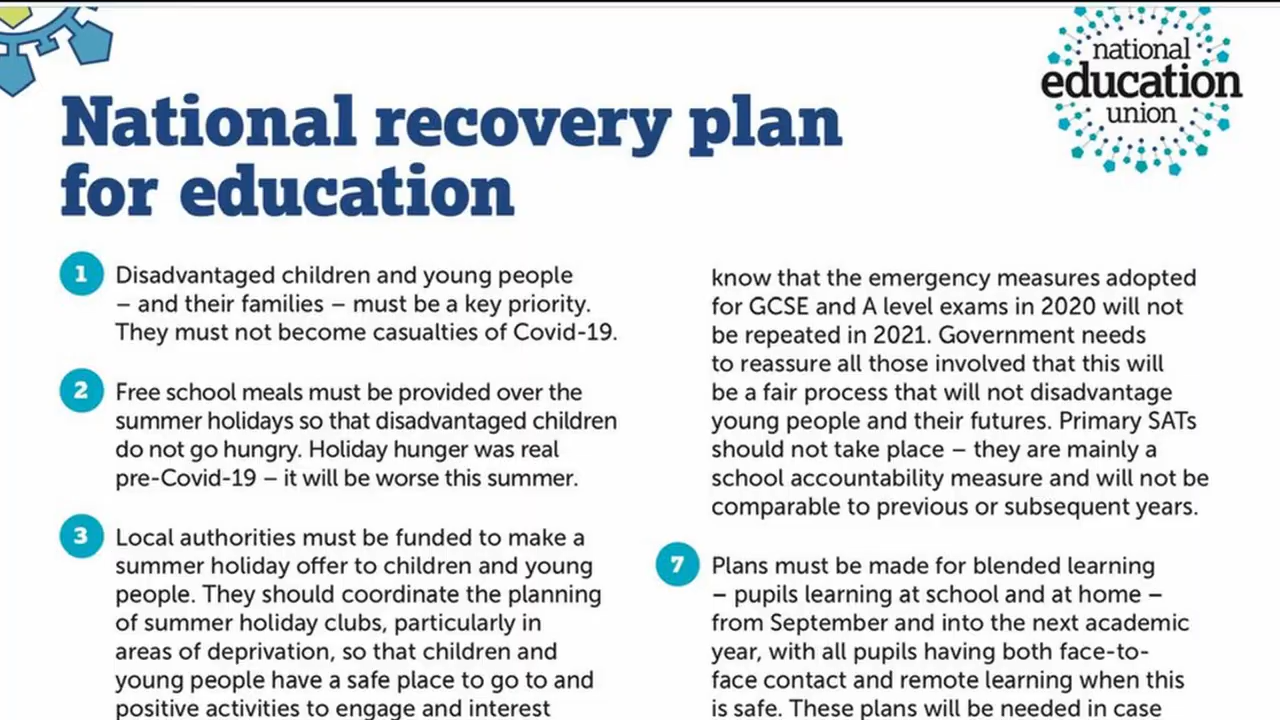 national
education
union
National recovery plan
for education
1 Disadvantaged children and young people
– and their families – must be a key priority.
They must not become casualties of Covid-19.
2 Free school meals must be provided over the
summer holidays so that disadvantaged children
do not go hungry. Holiday hunger was real
pre-Covid-19 – it will be worse this summer.
3 Local authorities must be funded to make a
summer holiday offer to children and young
people. They should coordinate the planning
of summer holiday clubs, particularly in
areas of deprivation, so that children and
young people have a safe place to go to and
positive activities to engage and interest
know that the emergency measures adopted
for GCSE and A level exams in 2020 will not
be repeated in 2021. Government needs
to reassure all those involved that this will
be a fair process that will not disadvantage
young people and their futures. Primary SATs
should not take place – they are mainly a
school accountability measure and will not be
comparable to previous or subsequent years.
7 Plans must be made for blended learning
– pupils learning at school and at home –
from September and into the next academic
year, with all pupils having both face-to-
face contact and remote learning when this
is safe. These plans will be needed in case